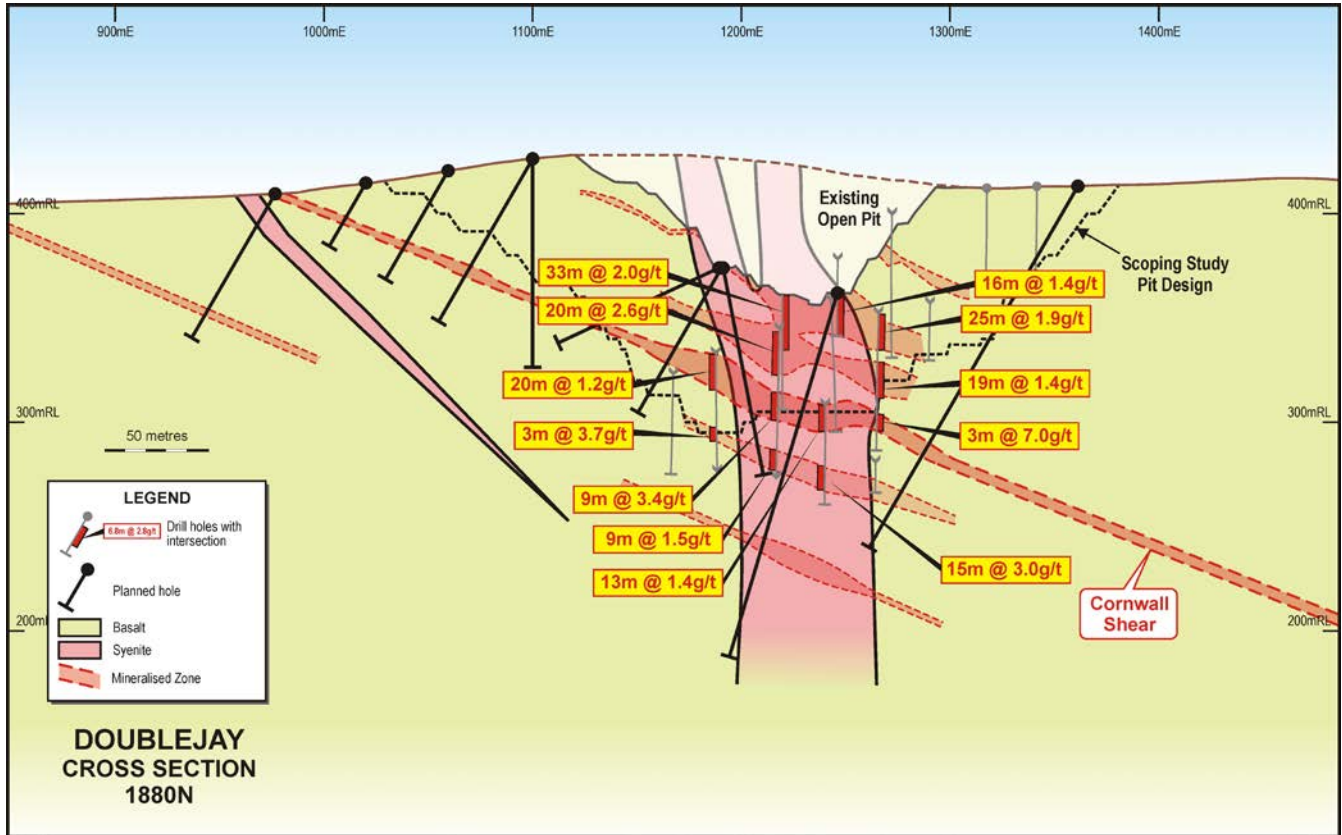 900mE
1000mE
1100mE
1200mE
1300mE
1400mE
400mRL
400mRL
Existing
Open Pit
Scoping Study
Pit Design
33m @ 2.0g/t
16m @ 1.4g/t
20m @ 2.6g/t
25m @ 1.9g/t
20m @ 1.2g/t
19m @ 1.4g/t
300mRL
300mRL
3m @ 3.7g/t
3m @ 7.0g/t
50 metres
9m @ 3.4g/t
9m @ 1.5g/t
15m @ 3.0g/t
13m @ 1.4g/t
Cornwall
Shear
200mRL
LEGEND
6.8m @ 2.8g/t
Drill holes with
intersection
Planned hole
Basalt
Syenite
Mineralised Zone
DOUBLEJAY
CROSS SECTION
1880N